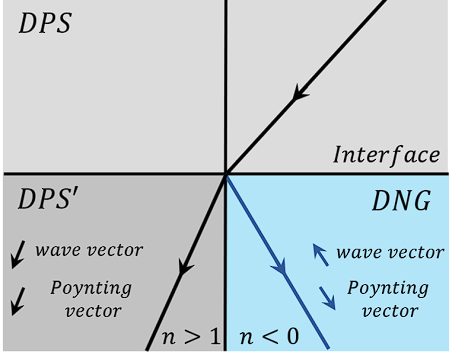 DPS
Interface
DPS′
wave vector
Poynting
vector
n > 1
DNG
wave vector
Poynting
vector
n < 0